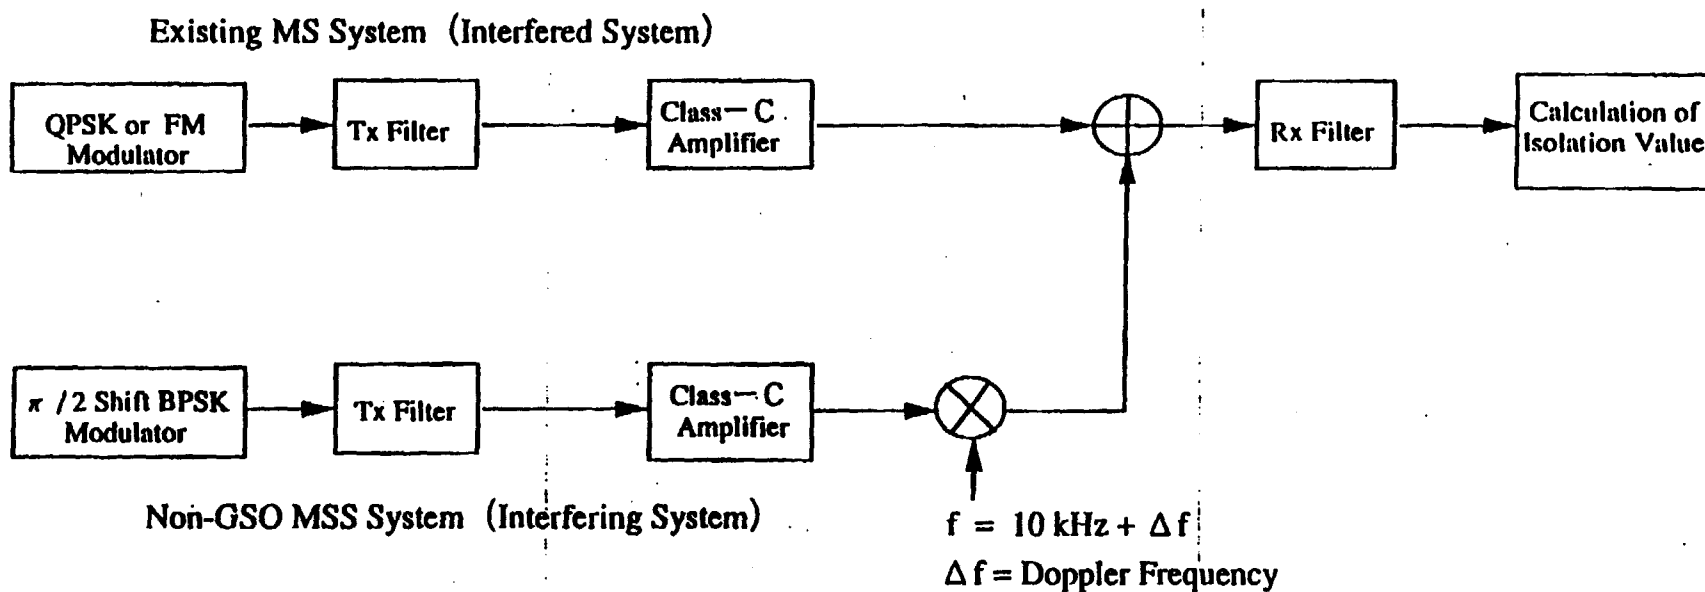 Existing MS System (Interfered System)
QPSK or FM
Modulator
Tx Filter
Class-C
Amplifier
Rx Filter
Calculation of
Isolation Value
π /2 Shift BPSK
Modulator
Tx Filter
Class-C
Amplifier
Non-GSO MSS System (Interfering System)
f = 10 kHz + Δf
Δf = Doppler Frequency